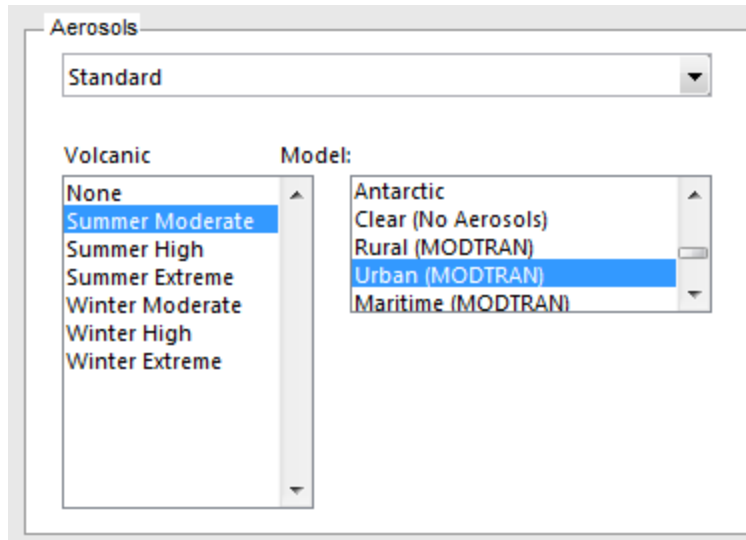 Aerosols
Standard
Volcanic
None
Summer Moderate
Summer High
Summer Extreme
Winter Moderate
Winter High
Winter Extreme
Model:
Antarctic
Clear (No Aerosols)
Rural (MODTRAN)
Urban (MODTRAN)
Maritime (MODTRAN)